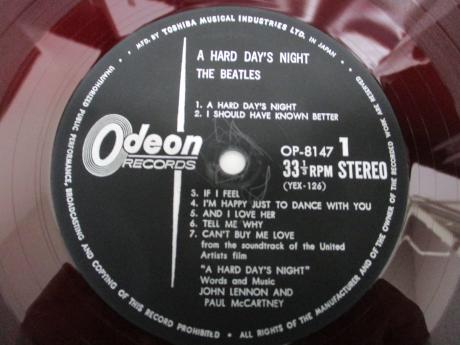 MFD. BY TOSHIBA MUSICAL INDUSTRIES LTD. IN JAPAN.
A HARD DAY'S NIGHT
THE BEATLES
1. A HARD DAY'S NIGHT
2. I SHOULD HAVE KNOWN BETTER
Odeon
RECORDS
OP-8147 1
33⅓RPM STEREO
(YEX-126)
3. IF I FEEL
4. I'M HAPPY JUST TO DANCE WITH YOU
5. AND I LOVE HER
6. TELL ME WHY
7. CAN'T BUY ME LOVE
from the soundtrack of the United
Artists film
"A HARD DAY'S NIGHT"
Words and Music
JOHN LENNON AND
PAUL McCARTNEY
UNAUTHORIZED PUBLIC PERFORMANCE, BROADCASTING AND COPYING OF THIS RECORD PROHIBITED • ALL RIGHTS OF THE MANUFACTURER AND OF THE OWNER OF THE RECORDED WORK ARE RESERVED